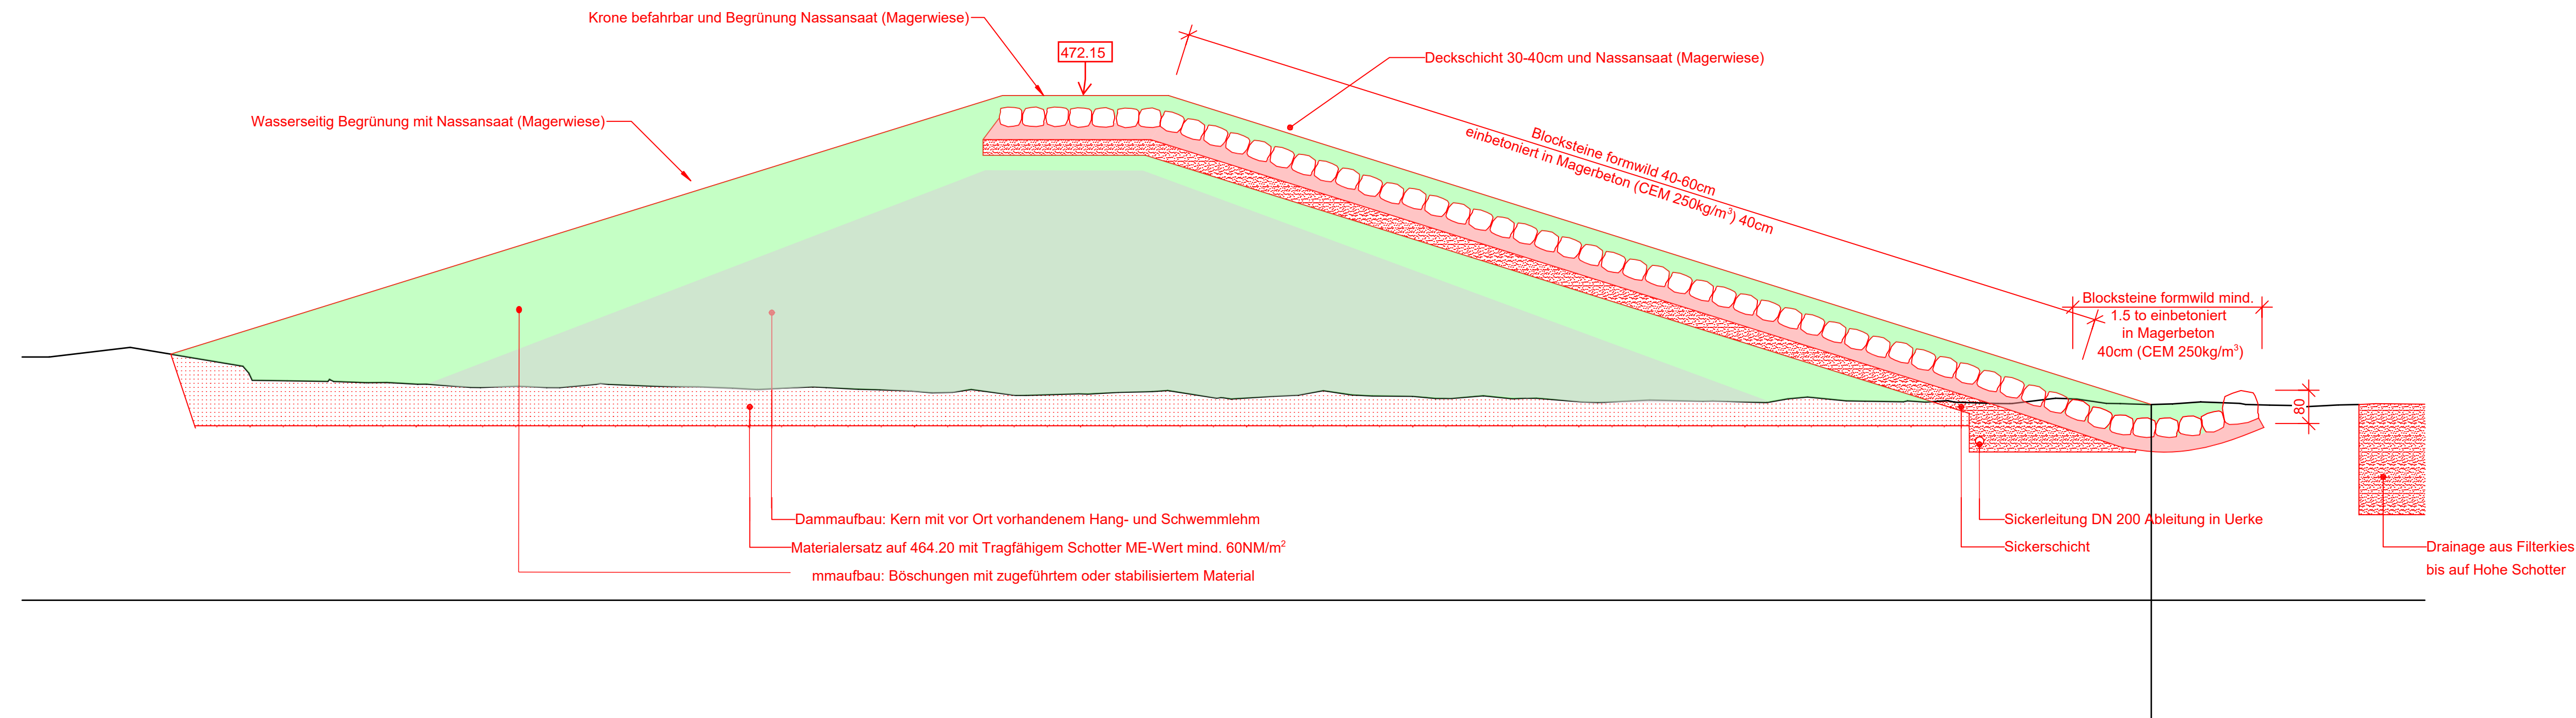 Krone befahrbar und Begrünung Nassansaat (Magerwiese)
472.15
Deckschicht 30-40cm und Nassansaat (Magerwiese)
Wasserseitig Begrünung mit Nassansaat (Magerwiese)
Blocksteine formwild 40-60cm
einbetoniert in Magerbeton (CEM 250kg/m³) 40cm
Blocksteine formwild mind.
1.5 to einbetoniert
in Magerbeton
40cm (CEM 250kg/m³)
80
Dammaufbau: Kern mit vor Ort vorhandenem Hang- und Schwemmlehm
Materialersatz auf 464.20 mit Tragfähigem Schotter ME-Wert mind. 60NM/m²
mmaufbau: Böschungen mit zugeführtem oder stabilisiertem Material
Sickerleitung DN 200 Ableitung in Uerke
Sickerschicht
Drainage aus Filterkies
bis auf Hohe Schotter